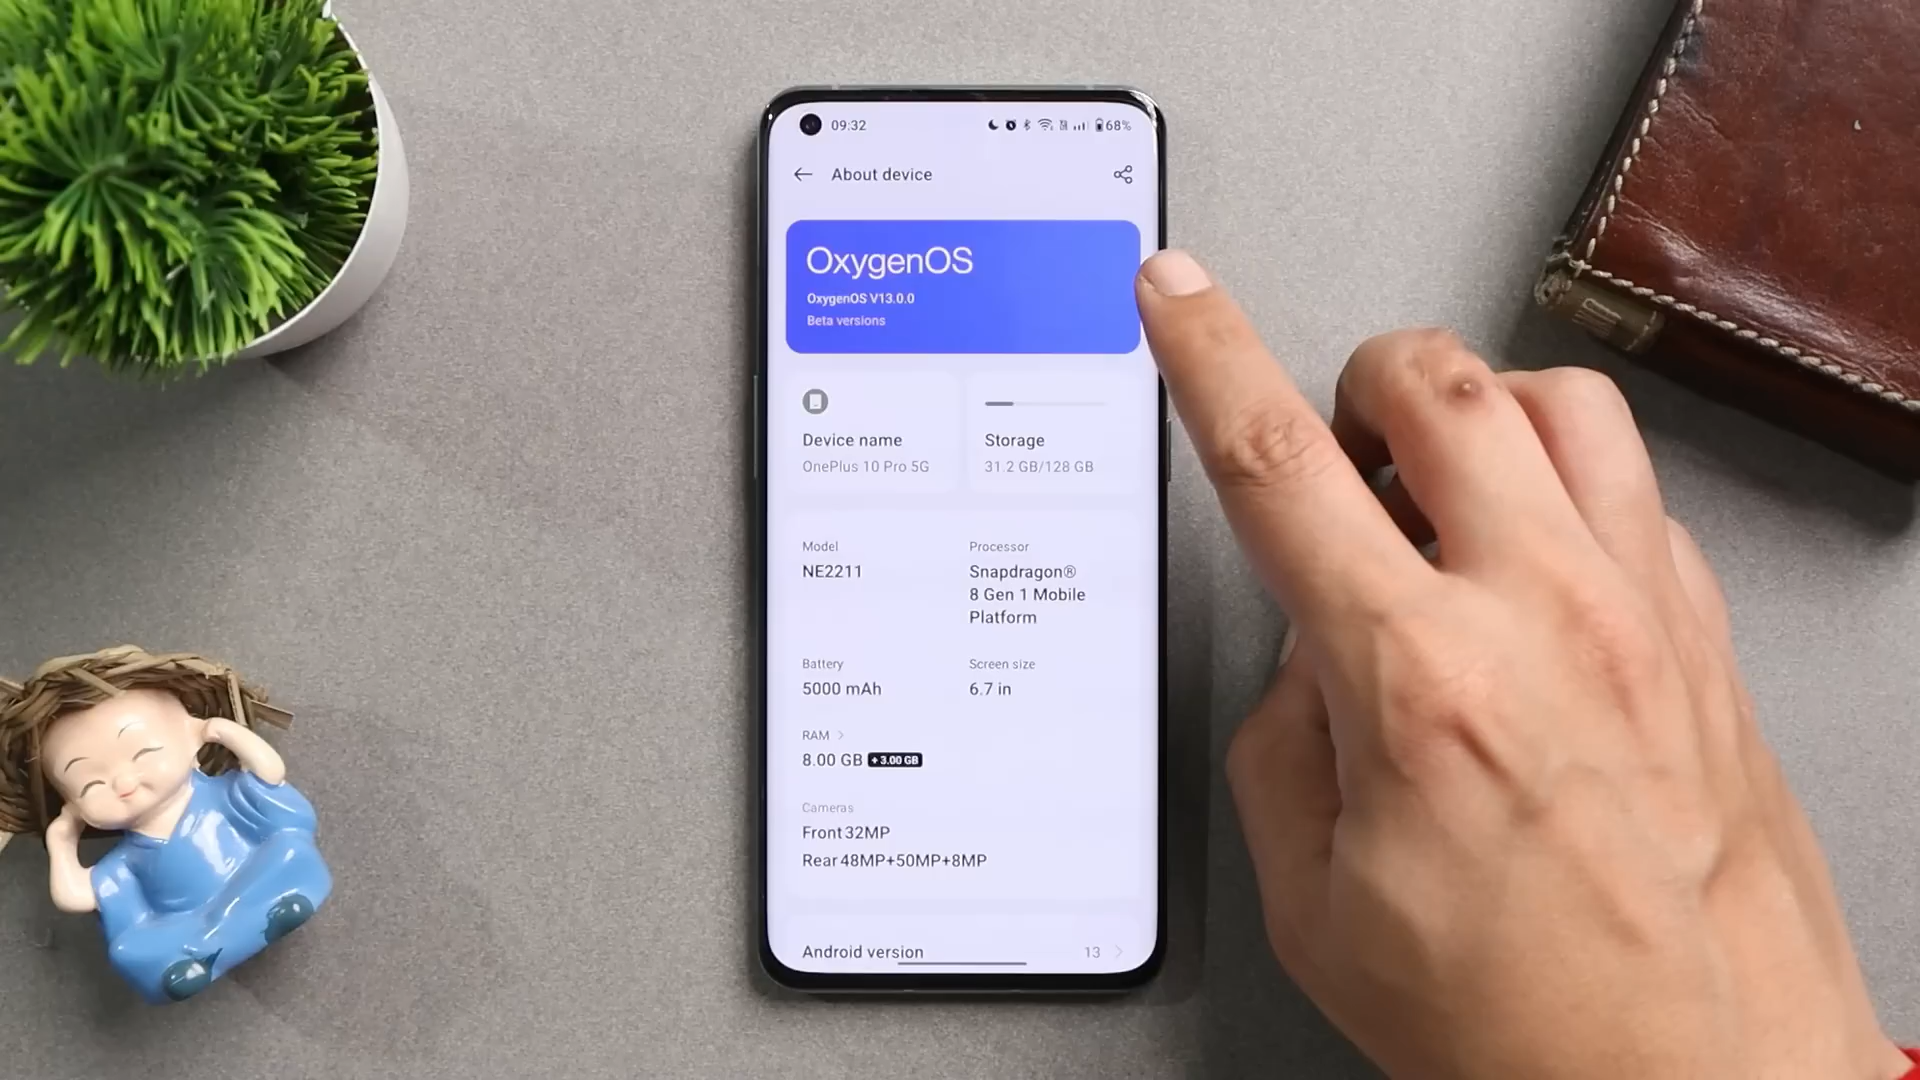 09:32
68%
About device
OxygenOS
OxygenOS V13.0.0
Beta versions
Device name
OnePlus 10 Pro 5G
Storage
31.2 GB/128 GB
Model
NE2211
Processor
Snapdragon®
8 Gen 1 Mobile
Platform
Battery
5000 mAh
Screen size
6.7 in
RAM >
8.00 GB +3.00 GB
Cameras
Front 32MP
Rear 48MP+50MP+8MP
Android version
13 >